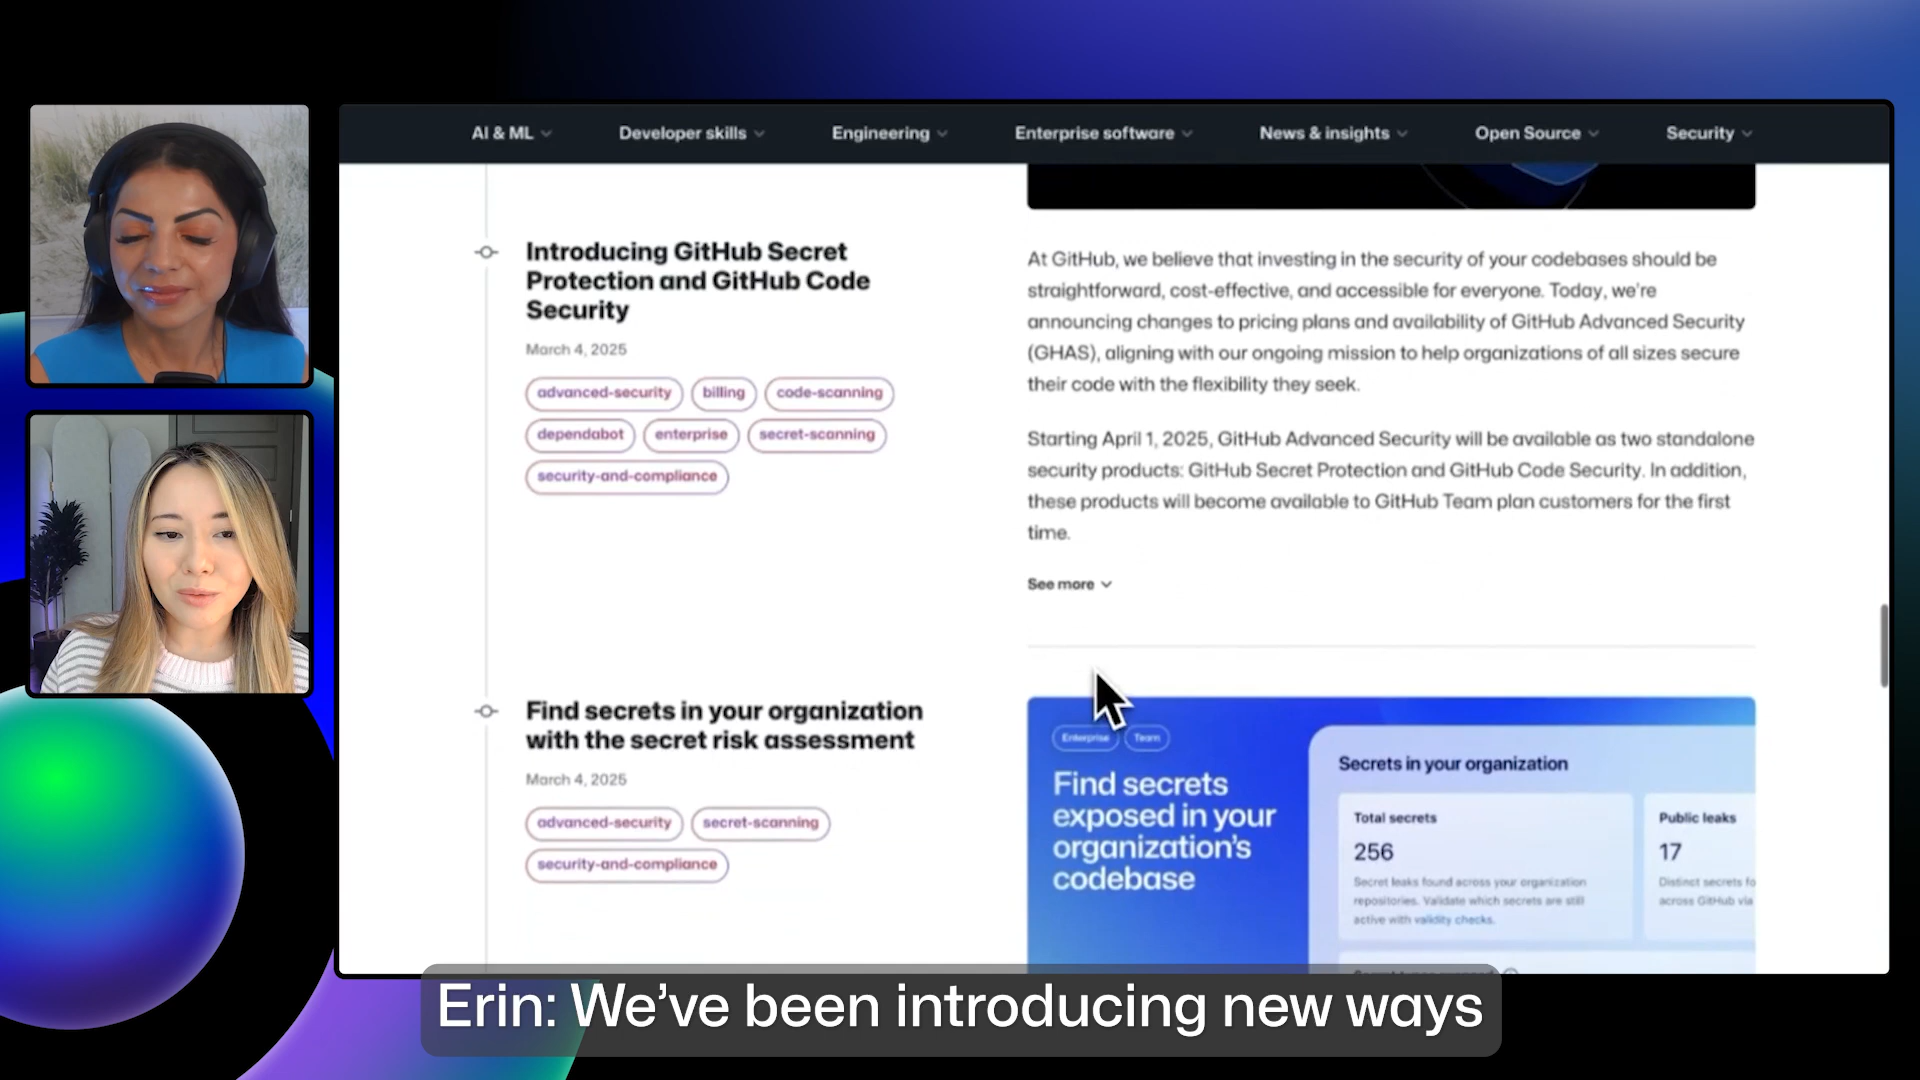 AI & ML
Developer skills
Engineering
Enterprise software
News & insights
Open Source
Security
Introducing GitHub Secret
Protection and GitHub Code
Security
March 4, 2025
advanced-security
billing
code-scanning
dependabot
enterprise
secret-scanning
security-and-compliance
At GitHub, we believe that investing in the security of your codebases should be
straightforward, cost-effective, and accessible for everyone. Today, we're
announcing changes to pricing plans and availability of GitHub Advanced Security
(GHAS), aligning with our ongoing mission to help organizations of all sizes secure
their code with the flexibility they seek.
Starting April 1, 2025, GitHub Advanced Security will be available as two standalone
security products: GitHub Secret Protection and GitHub Code Security. In addition,
these products will become available to GitHub Team plan customers for the first
time.
See more
Find secrets in your organization
with the secret risk assessment
March 4, 2025
advanced-security
secret-scanning
security-and-compliance
Enterprise
Team
Find secrets
exposed in your
organization's
codebase
Secrets in your organization
Total secrets
256
Secret leaks found across your organization
repositories. Validate which secrets are still
active with validity checks.
Public leaks
17
Distinct secrets fo
across GitHub via
Erin: We've been introducing new ways